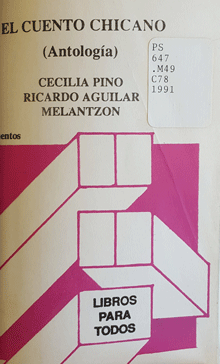 EL CUENTO CHICANO
(Antología)
CECILIA PINO
RICARDO AGUILAR
MELANTZON
entos
PS
647
.M49
C78
1991
LIBROS
PARA
TODOS